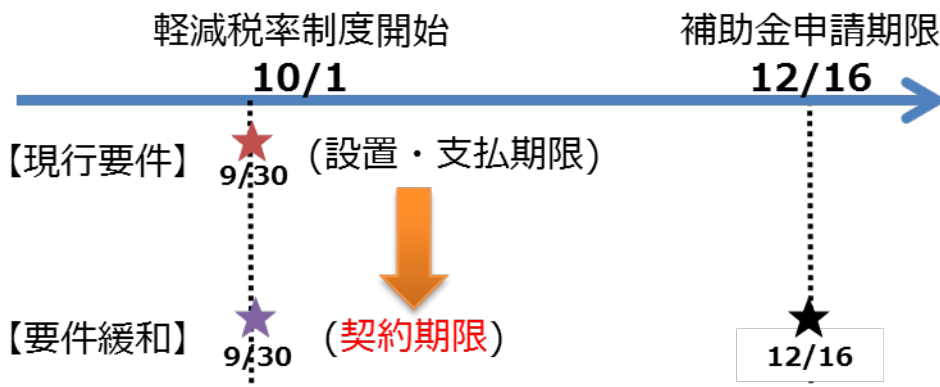 軽減税率制度開始
10/1
補助金申請期限
12/16
【現行要件】
9/30
(設置・支払期限)
【要件緩和】
9/30
(契約期限)
12/16